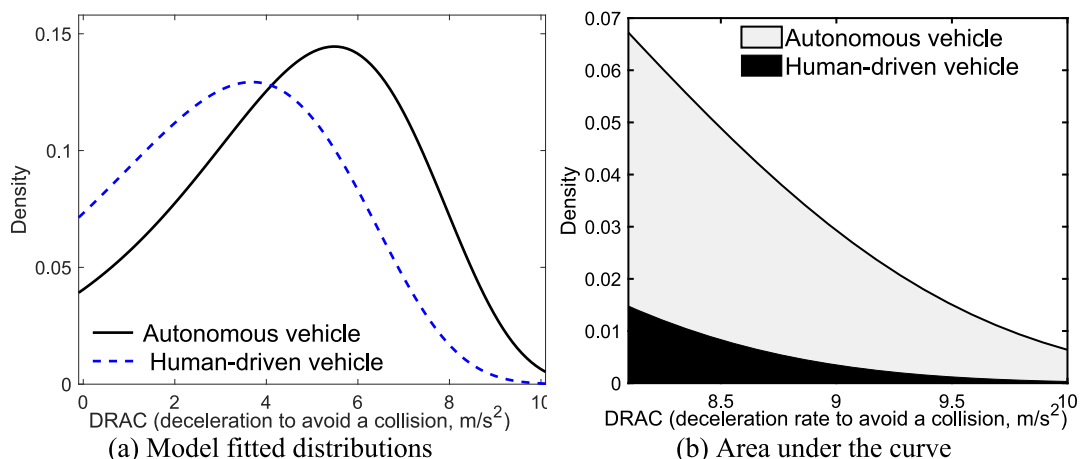 0.15
0.1
0.05
0
Density
Autonomous vehicle
Human-driven vehicle
0 2 4 6 8 10
DRAC (deceleration to avoid a collision, m/s²)
(a) Model fitted distributions
0.07
0.06
0.05
0.04
0.03
0.02
0.01
0
Density
Autonomous vehicle
Human-driven vehicle
8.5 9 9.5 10
DRAC (deceleration rate to avoid a collision, m/s²)
(b) Area under the curve